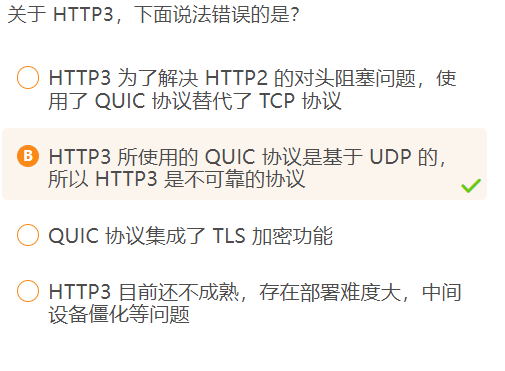 关于 HTTP3，下面说法错误的是？
HTTP3 为了解决 HTTP2 的对头阻塞问题，使
用了 QUIC 协议替代了 TCP 协议
B HTTP3 所使用的 QUIC 协议是基于 UDP 的，
所以 HTTP3 是不可靠的协议
QUIC 协议集成了 TLS 加密功能
HTTP3 目前还不成熟，存在部署难度大，中间
设备僵化等问题